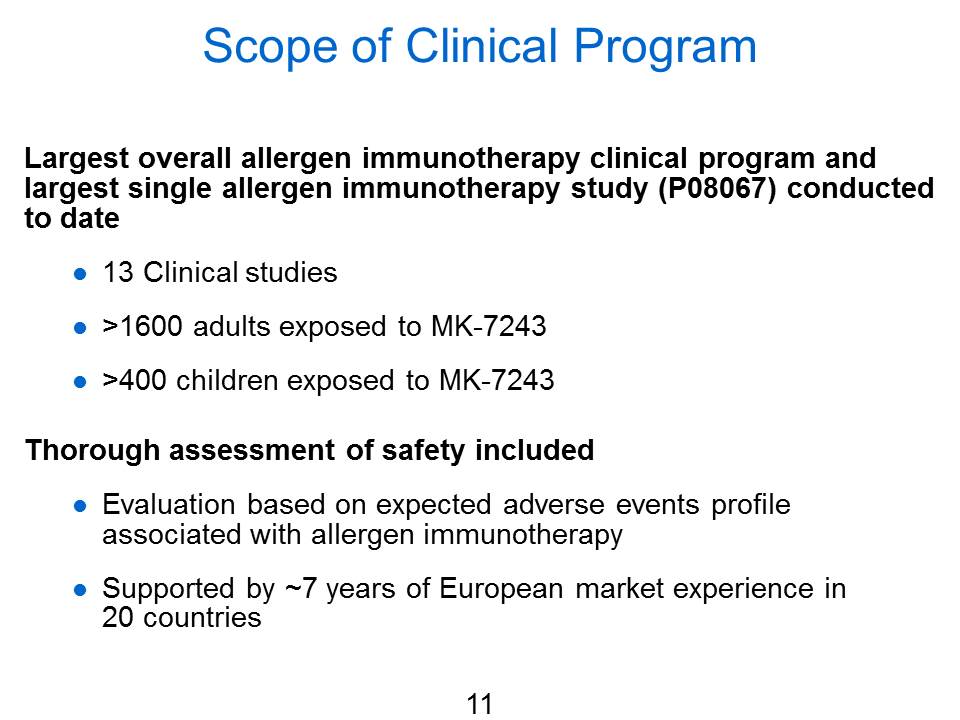 Scope of Clinical Program
Largest overall allergen immunotherapy clinical program and
largest single allergen immunotherapy study (P08067) conducted
to date
● 13 Clinical studies
● >1600 adults exposed to MK-7243
● >400 children exposed to MK-7243
Thorough assessment of safety included
● Evaluation based on expected adverse events profile
associated with allergen immunotherapy
● Supported by ~7 years of European market experience in
20 countries
11